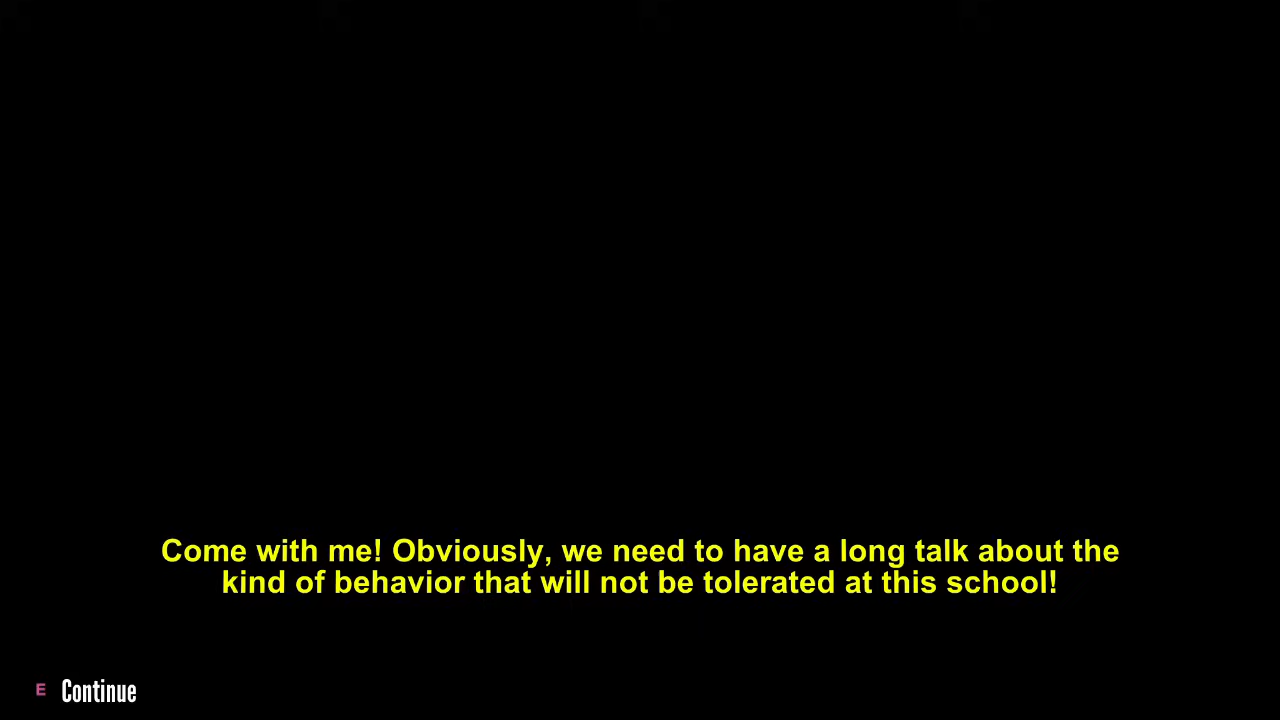 Come with me! Obviously, we need to have a long talk about the
kind of behavior that will not be tolerated at this school!
E Continue